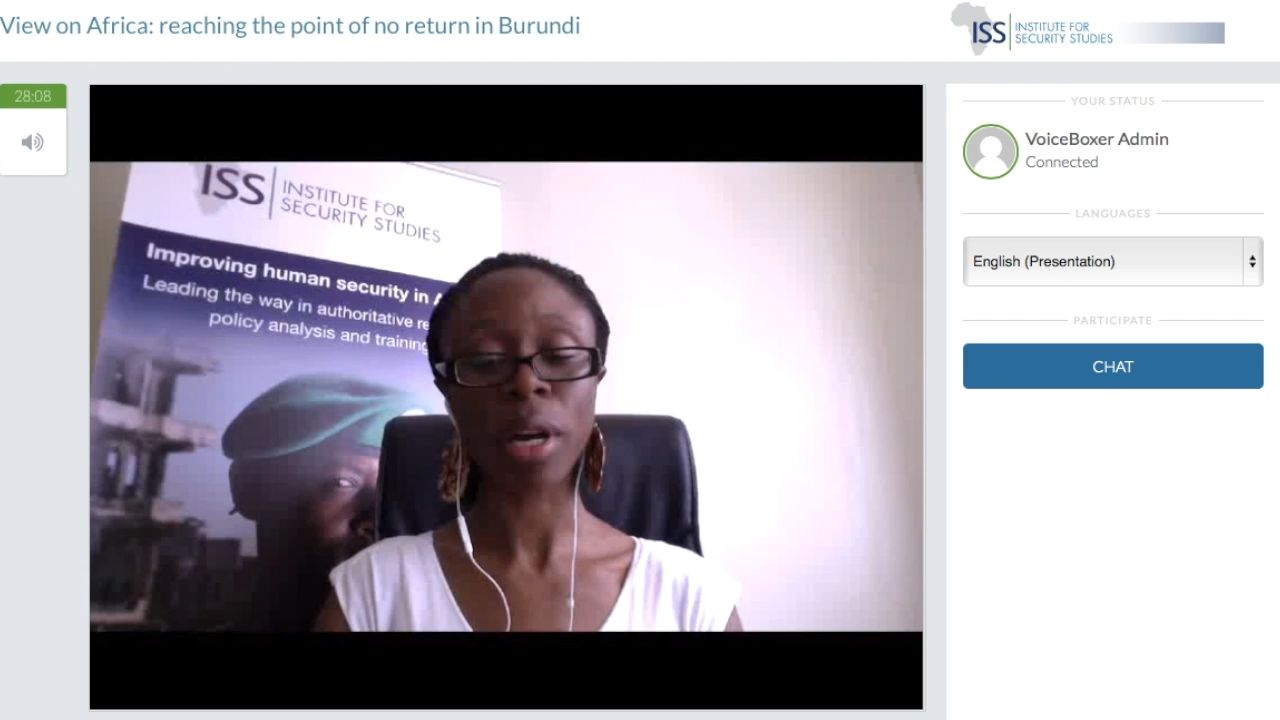 View on Africa: reaching the point of no return in Burundi
ISS INSTITUTE FOR
SECURITY STUDIES
28:08
YOUR STATUS
VoiceBoxer Admin
Connected
LANGUAGES
English (Presentation)
PARTICIPATE
CHAT
ISS INSTITUTE FOR
SECURITY STUDIES
Improving human security in
Leading the way in authoritative
policy analysis and training